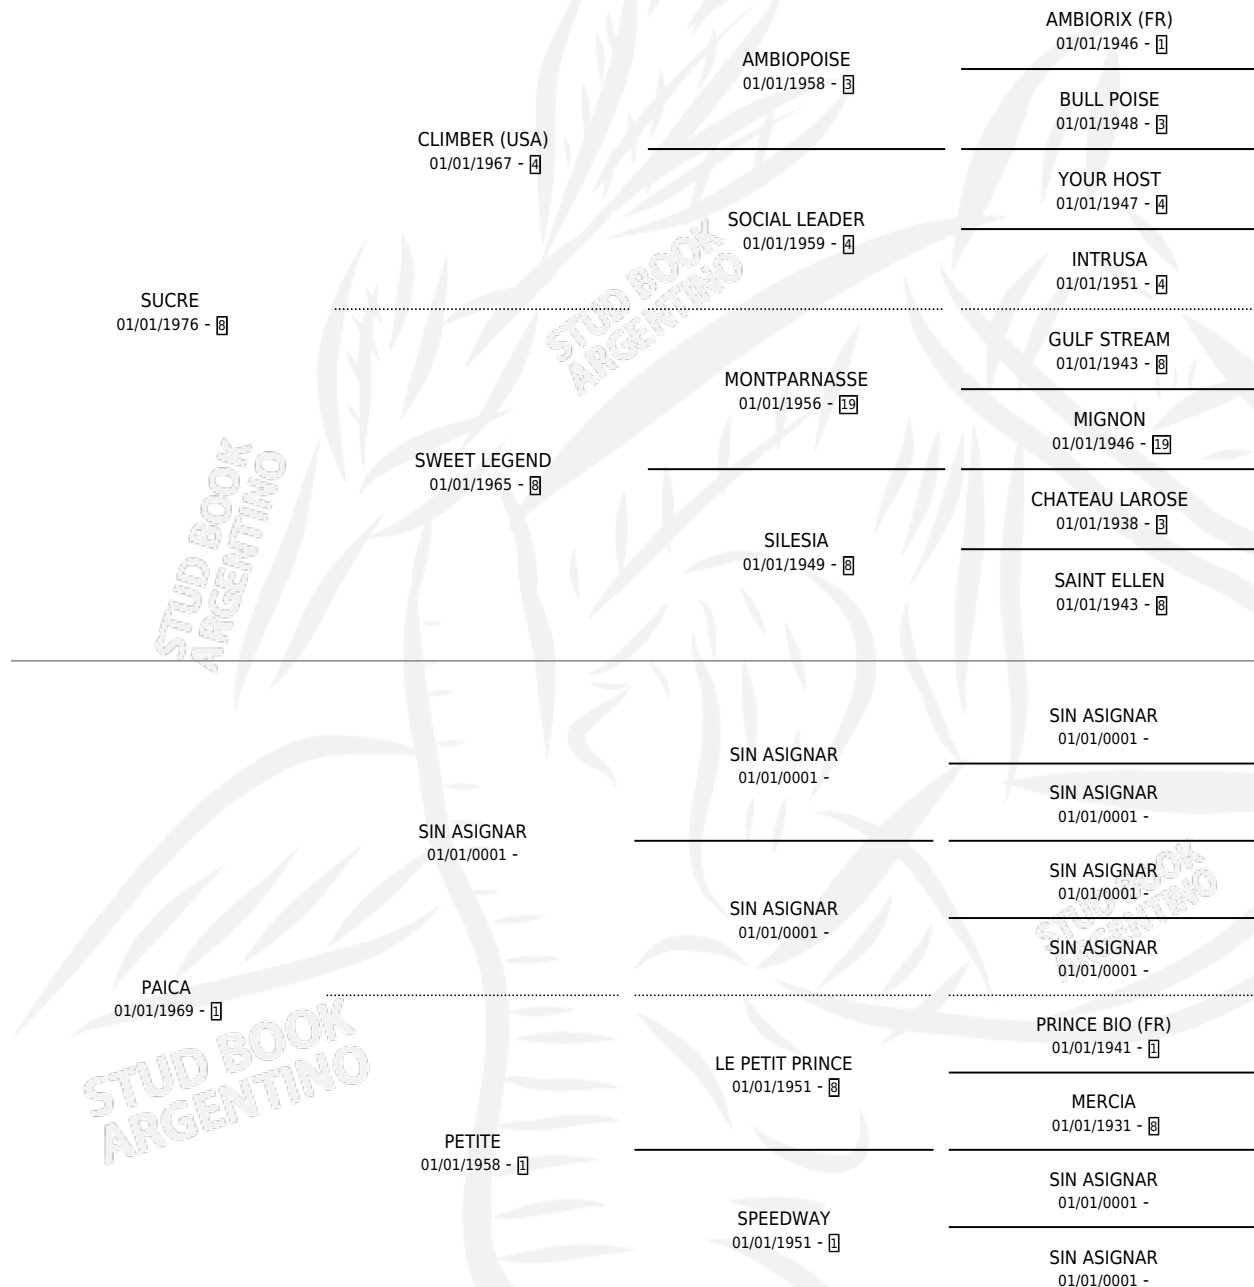 AMBIORIX (FR)
01/01/1946 - 1
AMBIOPOISE
01/01/1958 - 3
BULL POISE
01/01/1948 - 3
CLIMBER (USA)
01/01/1967 - 4
YOUR HOST
01/01/1947 - 4
SOCIAL LEADER
01/01/1959 - 4
INTRUSA
01/01/1951 - 4
SUCRE
01/01/1976 - 8
GULF STREAM
01/01/1943 - 8
MONTPARNASSE
01/01/1956 - 19
MIGNON
01/01/1946 - 19
SWEET LEGEND
01/01/1965 - 8
CHATEAU LAROSE
01/01/1938 - 3
SILESIA
01/01/1949 - 8
SAINT ELLEN
01/01/1943 - 8
SIN ASIGNAR
01/01/0001 -
SIN ASIGNAR
01/01/0001 -
SIN ASIGNAR
01/01/0001 -
SIN ASIGNAR
01/01/0001 -
SIN ASIGNAR
01/01/0001 -
SIN ASIGNAR
01/01/0001 -
SIN ASIGNAR
01/01/0001 -
PAICA
01/01/1969 - 1
PRINCE BIO (FR)
01/01/1941 - 1
LE PETIT PRINCE
01/01/1951 - 8
MERCIA
01/01/1931 - 8
PETITE
01/01/1958 - 1
SIN ASIGNAR
01/01/0001 -
SPEEDWAY
01/01/1951 - 1
SIN ASIGNAR
01/01/0001 -
STUD BOOK
ARGENTINO
STUD BOOK
ARGENTINO
STUD BOOK
ARGENTINO
STUD BOOK
ARGENTINO